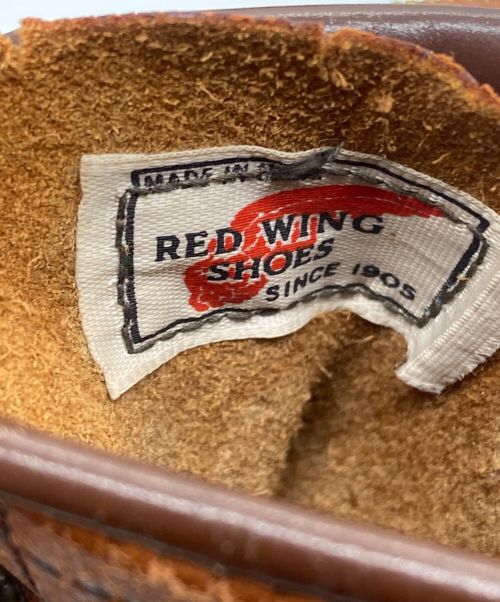 MADE IN
RED WING
SHOES
SINCE 1905